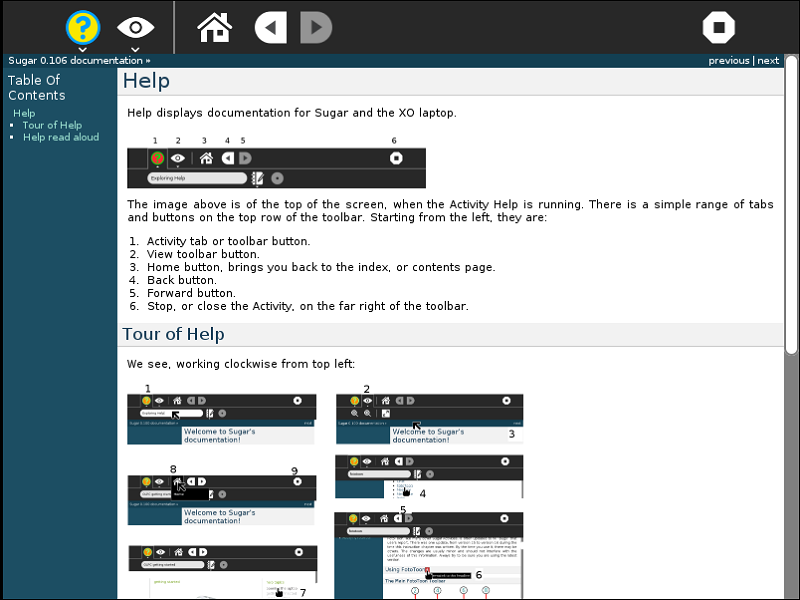 Sugar 0.106 documentation »
previous | next
Table Of
Contents
Help
Tour of Help
Help read aloud
Help
Help displays documentation for Sugar and the XO laptop.
1 2 3 4 5 6
Exploring Help
The image above is of the top of the screen, when the Activity Help is running. There is a simple range of tabs
and buttons on the top row of the toolbar. Starting from the left, they are:
1. Activity tab or toolbar button.
2. View toolbar button.
3. Home button, brings you back to the index, or contents page.
4. Back button.
5. Forward button.
6. Stop, or close the Activity, on the far right of the toolbar.
Tour of Help
We see, working clockwise from top left:
1
Welcome to Sugar's
documentation!
2
Welcome to Sugar's
documentation!
3
8
9
Welcome to Sugar's
documentation!
4
5
Using FotoToon
6
The Main FotoToon Toolbar
7